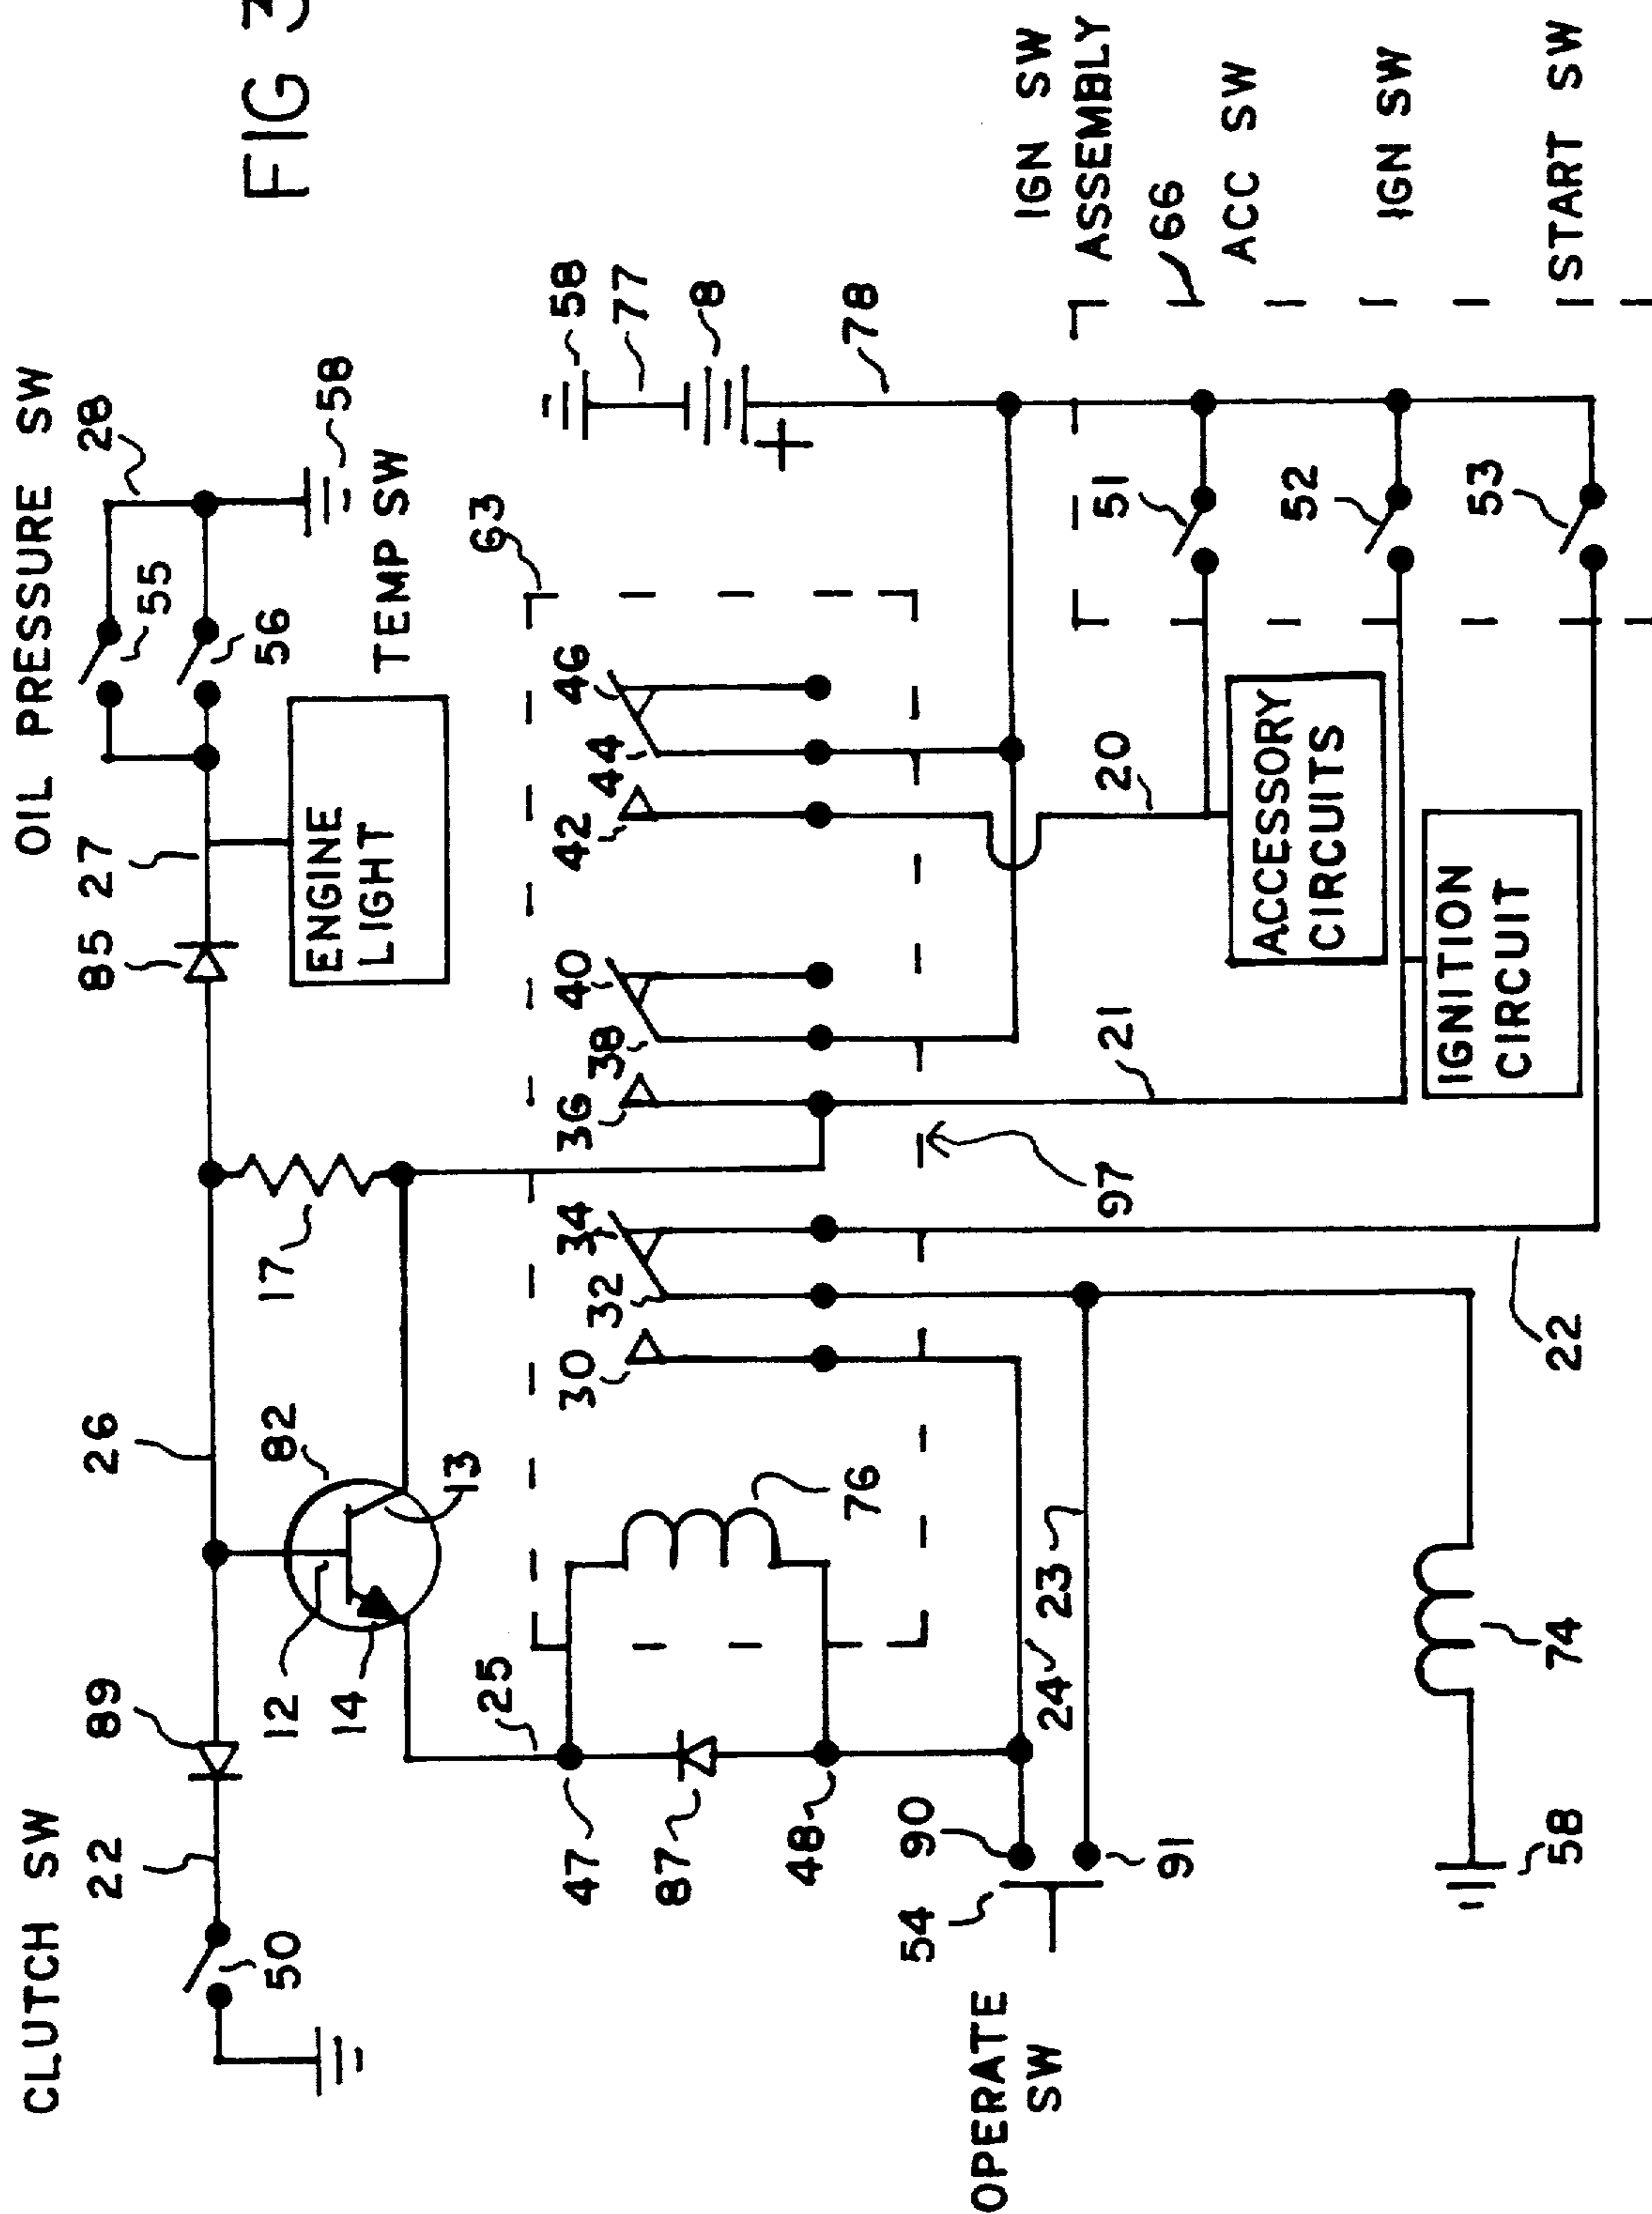 FIG 3
CLUTCH SW
OIL PRESSURE SW
22
89
26
85
27
28
55
56
50
58
TEMP SW
ENGINE
LIGHT
12
14
82
13
17
47
25
87
48
76
30
32
34
36
38
40
42
44
46
63
58
77
8
+
78
OPERATE
SW
54
90
91
24
23
97
21
20
51
52
53
IGN SW
ASSEMBLY
66
ACC SW
IGN SW
START SW
ACCESSORY
CIRCUITS
IGNITION
CIRCUIT
58
74
22